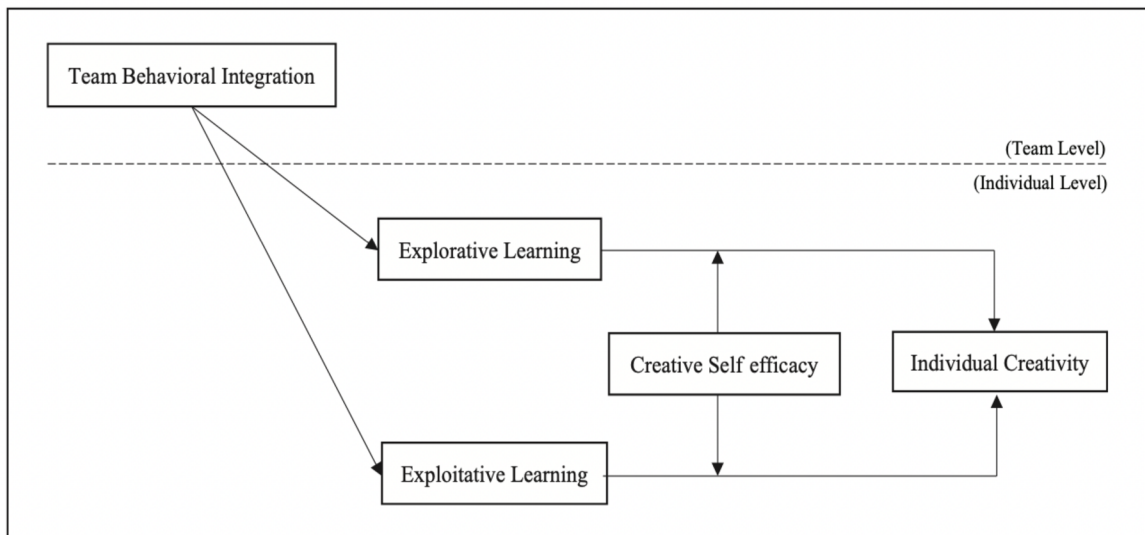 Team Behavioral Integration
(Team Level)
(Individual Level)
Explorative Learning
Creative Self efficacy
Individual Creativity
Exploitative Learning